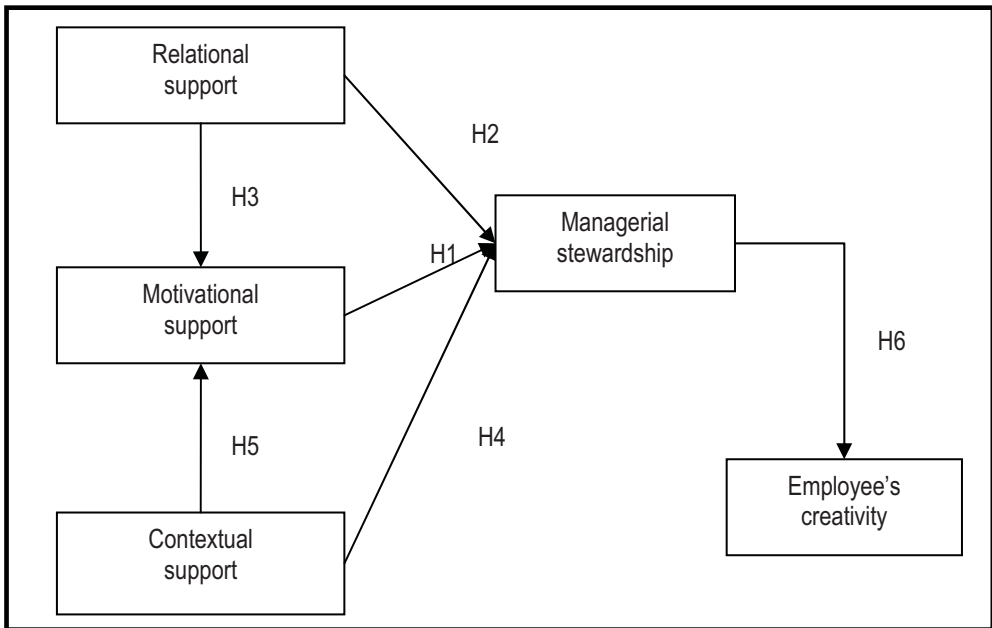 Relational
support
H2
H3
Managerial
stewardship
H1
Motivational
support
H6
H4
H5
Employee's
creativity
Contextual
support